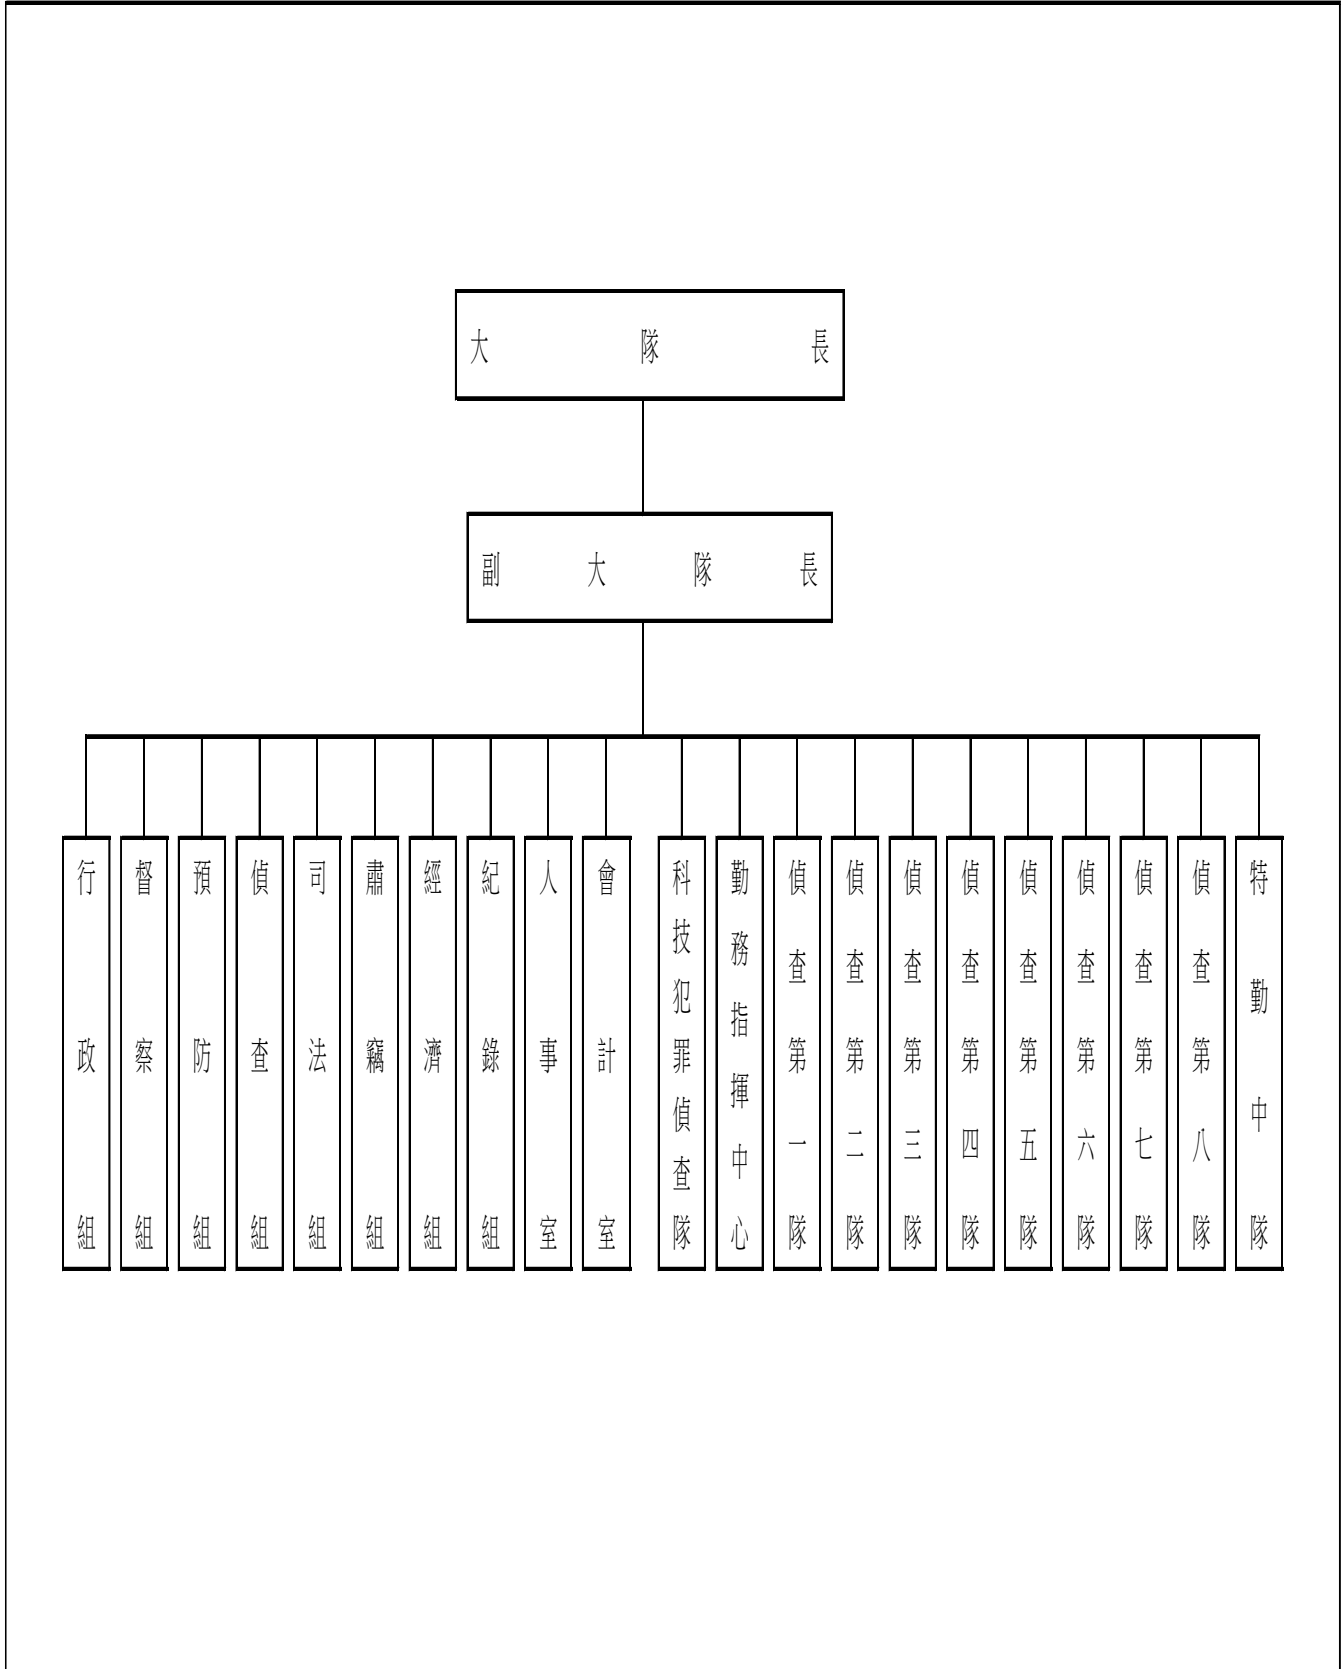 大隊長
副大隊長
行政組
督察組
預防組
偵查組
司法組
肅竊組
經濟組
紀錄組
人事室
會計室
科技犯罪偵查隊
勤務指揮中心
偵查第一隊
偵查第二隊
偵查第三隊
偵查第四隊
偵查第五隊
偵查第六隊
偵查第七隊
偵查第八隊
特勤中隊